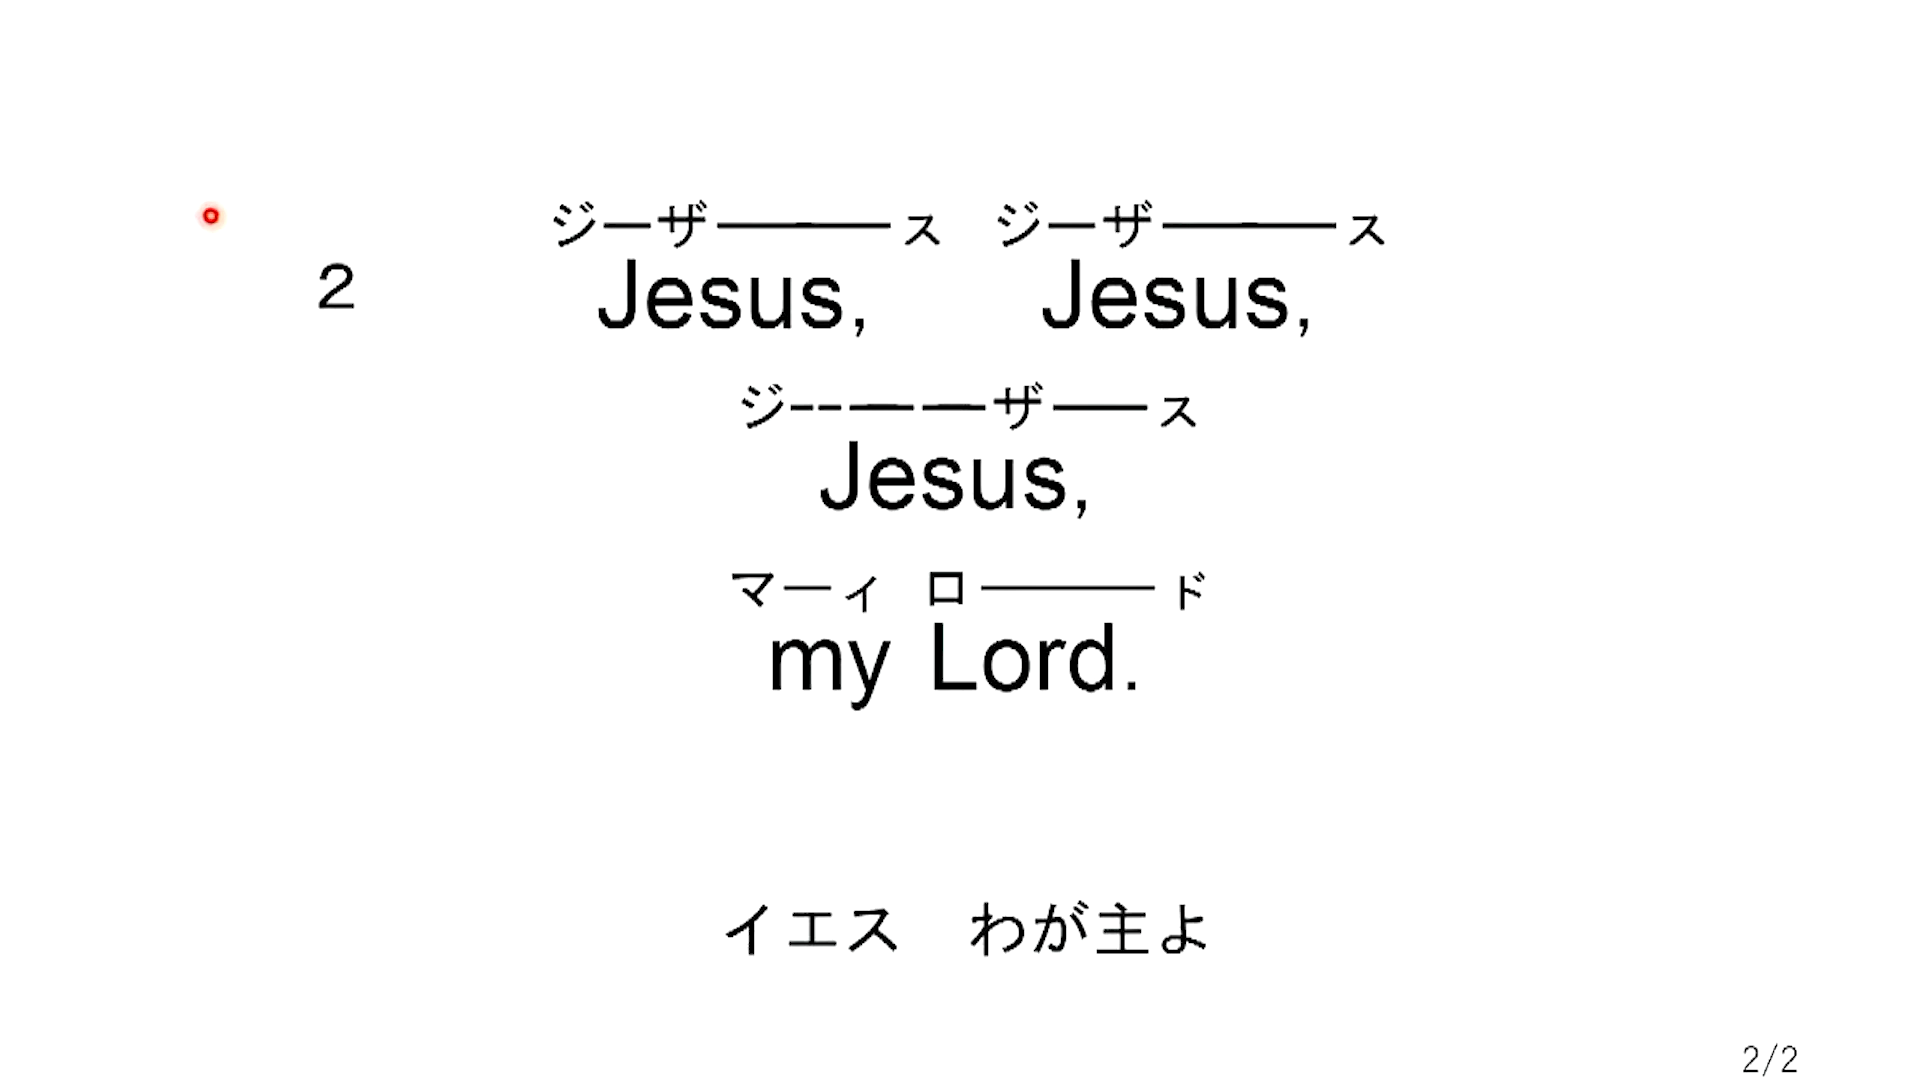 ジーザ―――ス ジーザ―――ス
2 Jesus, Jesus,
ジ--――――ザ――ス
Jesus,
マーィ ロ―――ド
my Lord.
イエス わが主よ
2/2